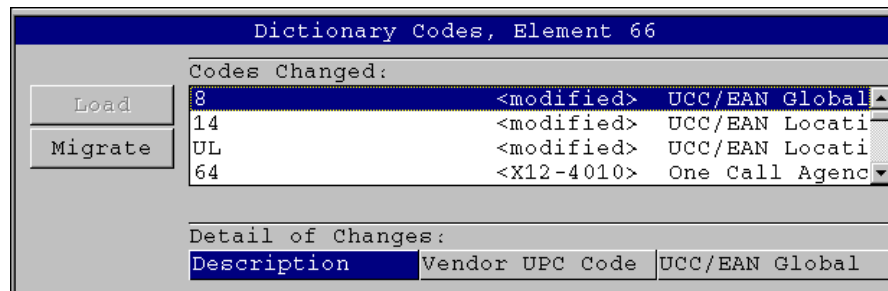 Dictionary Codes, Element 66
Codes Changed:
Load
8 <modified> UCC/EAN Global
14 <modified> UCC/EAN Locati
Migrate
UL <modified> UCC/EAN Locati
64 <X12-4010> One Call Agenc
Detail of Changes:
Description Vendor UPC Code UCC/EAN Global